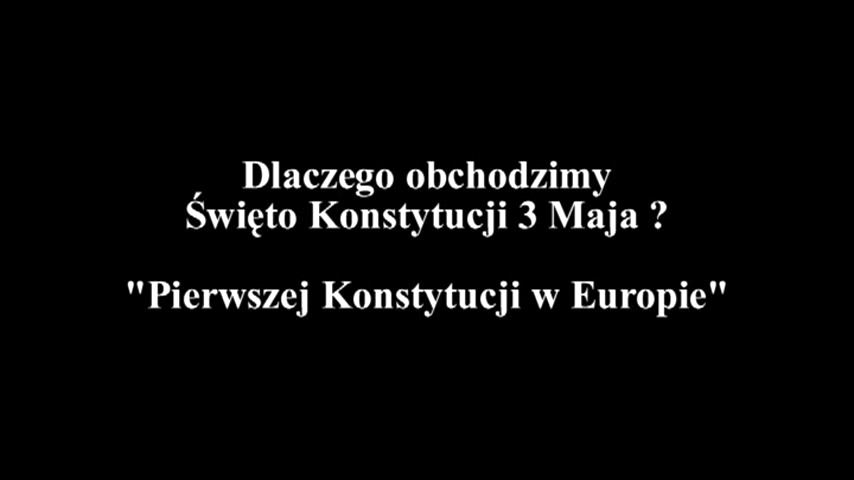 Dlaczego obchodzimy
Święto Konstytucji 3 Maja ?
"Pierwszej Konstytucji w Europie"